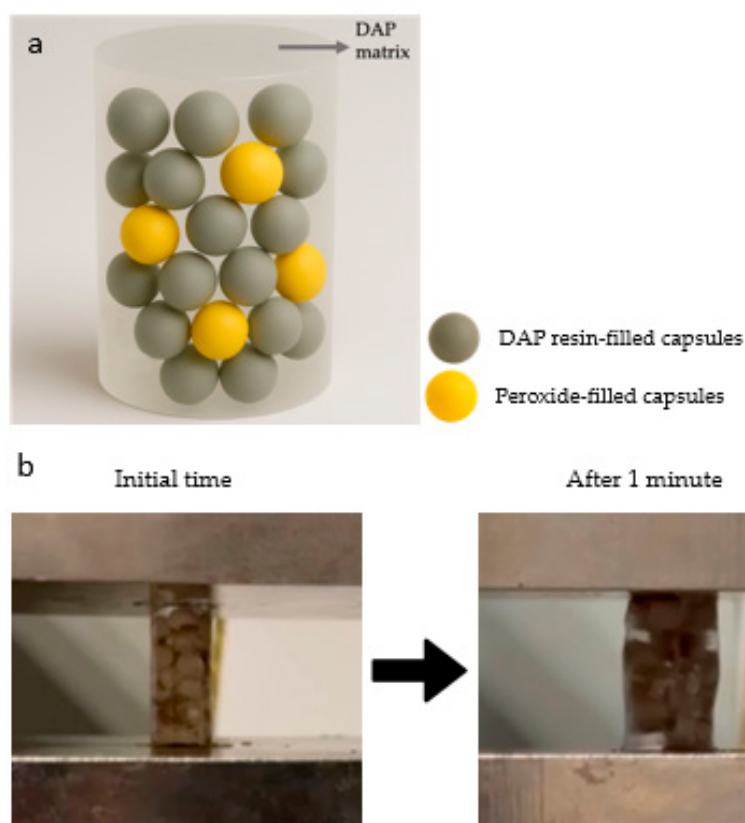 a
DAP
matrix
DAP resin-filled capsules
Peroxide-filled capsules
b
Initial time
After 1 minute